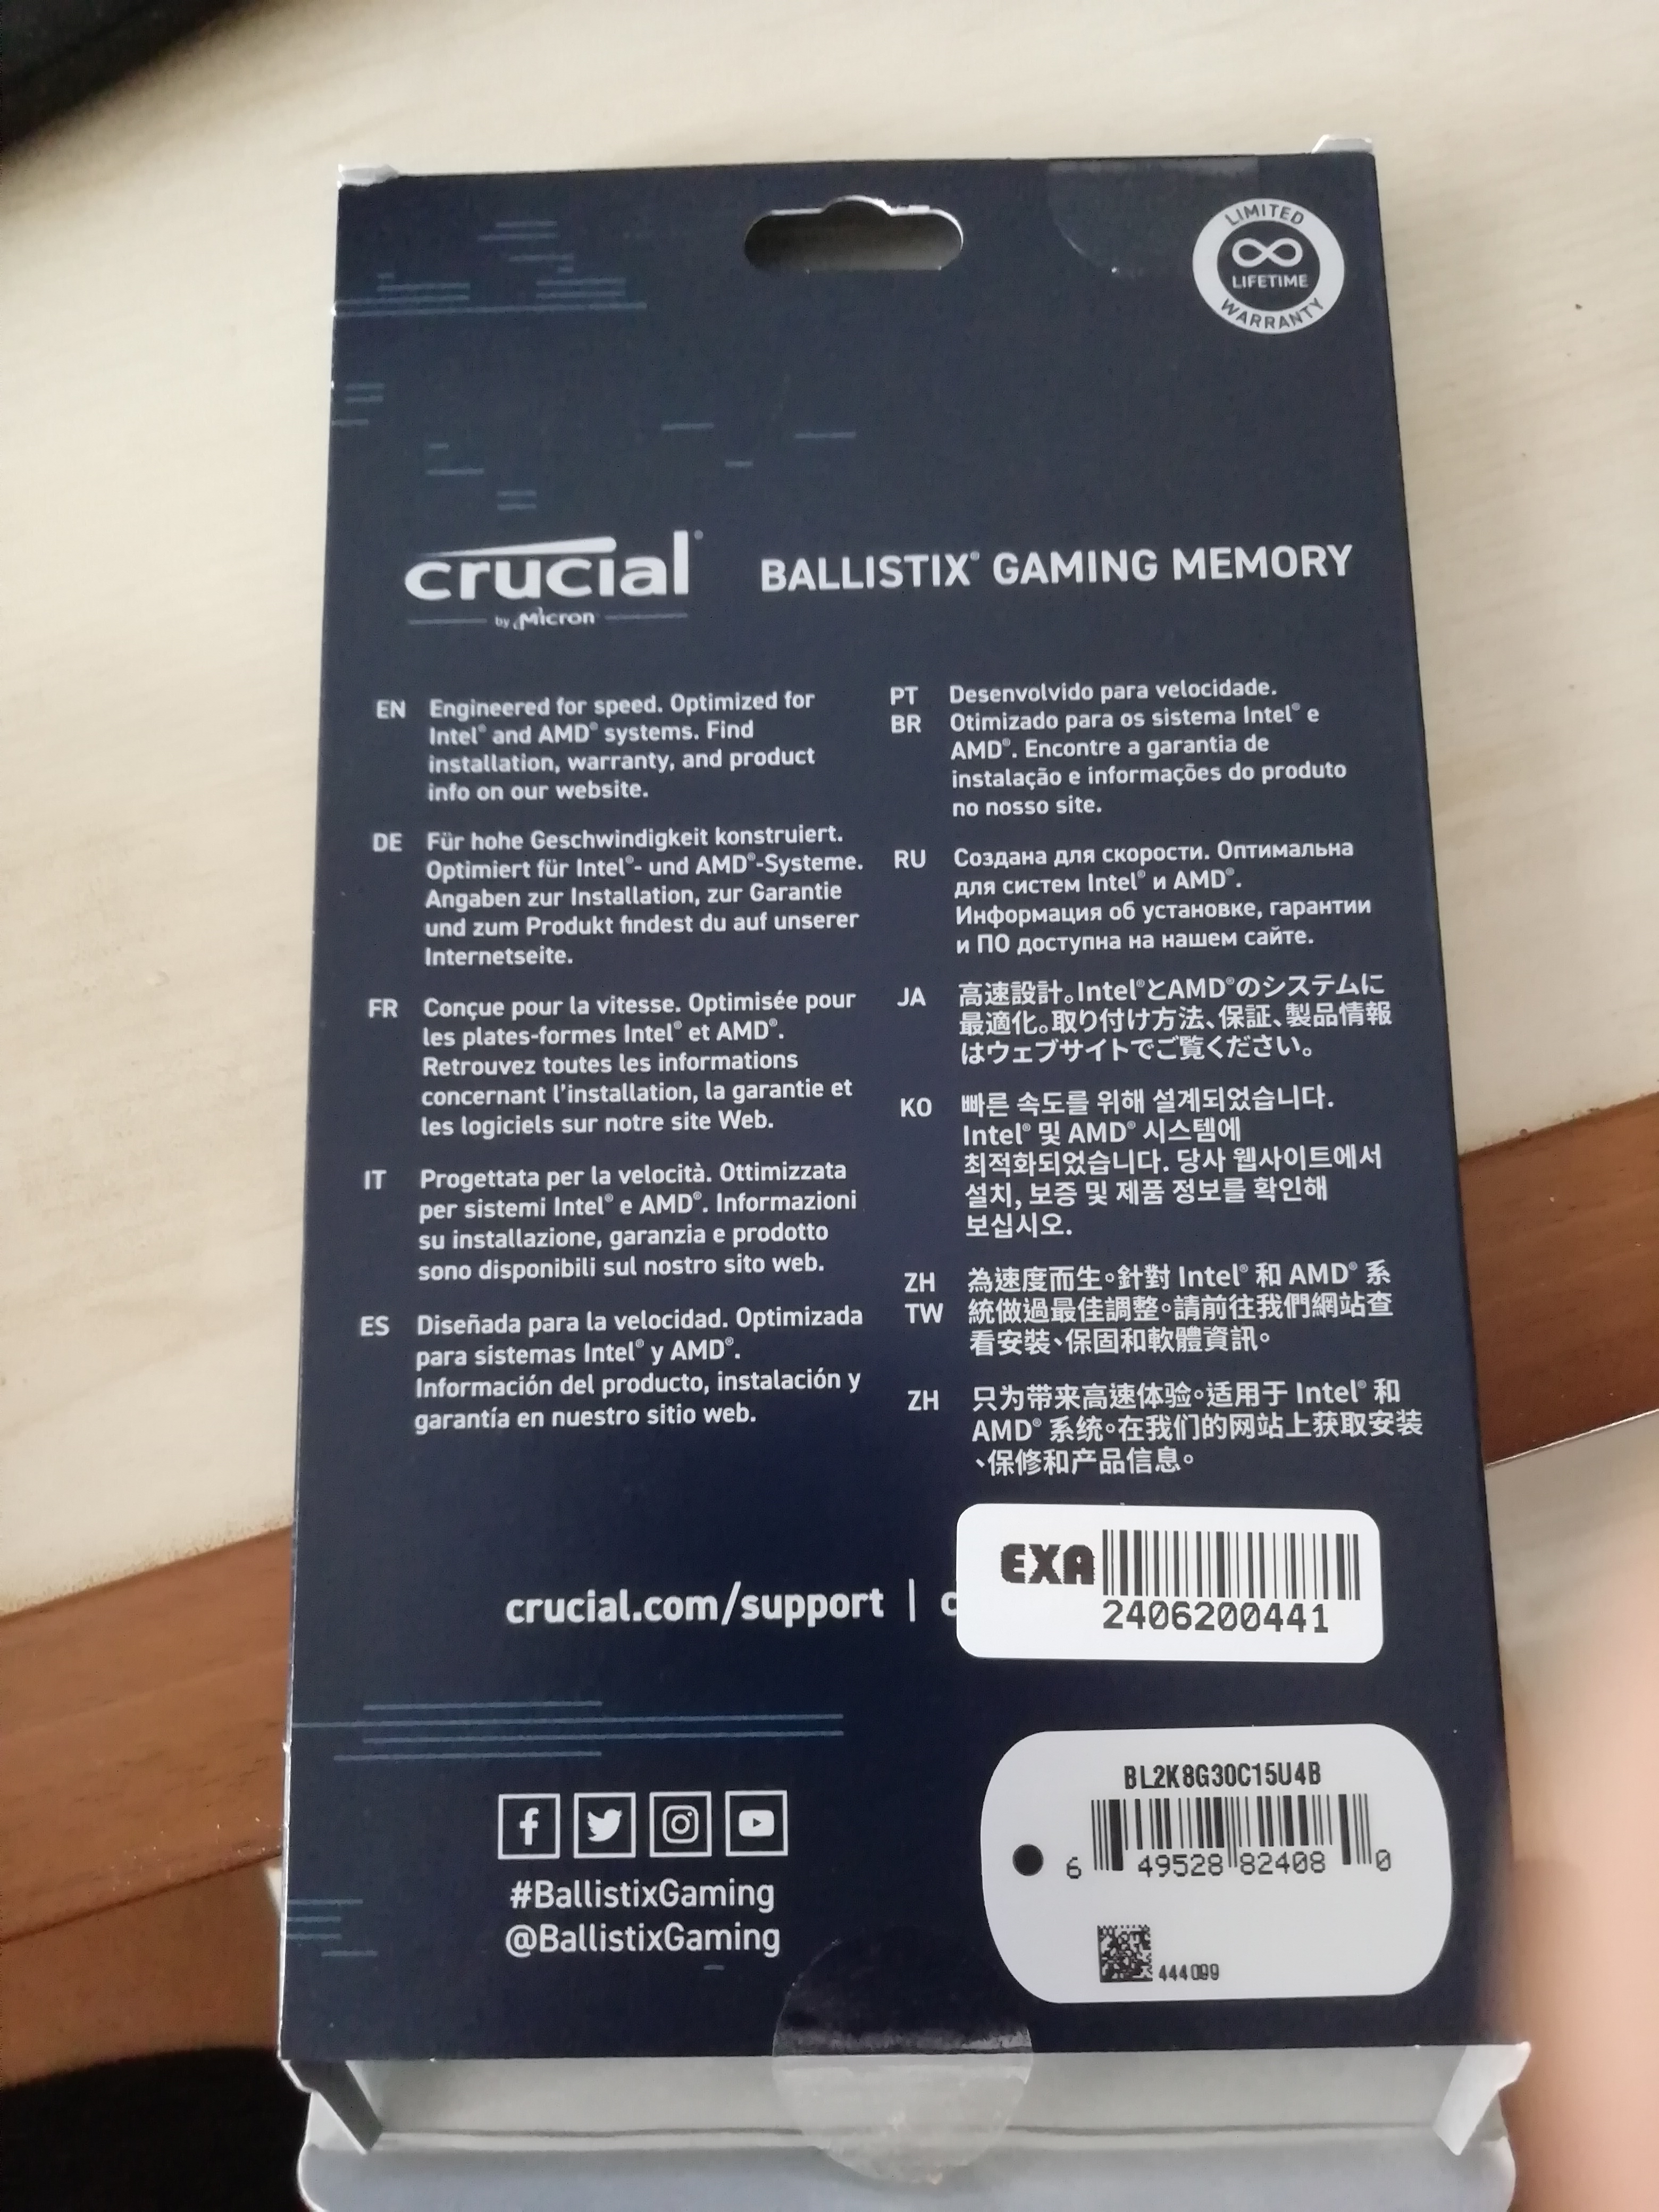 LIMITED
LIFETIME
WARRANTY
crucial®
by Micron®
BALLISTIX® GAMING MEMORY
EN Engineered for speed. Optimized for
Intel® and AMD® systems. Find
installation, warranty, and product
info on our website.
DE Für hohe Geschwindigkeit konstruiert.
Optimiert für Intel®- und AMD®-Systeme.
Angaben zur Installation, zur Garantie
und zum Produkt findest du auf unserer
Internetseite.
FR Conçue pour la vitesse. Optimisée pour
les plates-formes Intel® et AMD®.
Retrouvez toutes les informations
concernant l'installation, la garantie et
les logiciels sur notre site Web.
IT Progettata per la velocità. Ottimizzata
per sistemi Intel® e AMD®. Informazioni
su installazione, garanzia e prodotto
sono disponibili sul nostro sito web.
ES Diseñada para la velocidad. Optimizada
para sistemas Intel® y AMD®.
Información del producto, instalación y
garantía en nuestro sitio web.
PT Desenvolvido para velocidade.
BR Otimizado para os sistema Intel® e
AMD®. Encontre a garantia de
instalação e informações do produto
no nosso site.
RU Создана для скорости. Оптимальна
для систем Intel® и AMD®.
Информация об установке, гарантии
и ПО доступна на нашем сайте.
JA 高速設計。Intel®とAMD®のシステムに
最適化。取り付け方法、保証、製品情報
はウェブサイトでご覧ください。
KO 빠른 속도를 위해 설계되었습니다.
Intel® 및 AMD® 시스템에
최적화되었습니다. 당사 웹사이트에서
설치, 보증 및 제품 정보를 확인해
보십시오.
ZH 為速度而生。針對 Intel® 和 AMD® 系
TW 統做過最佳調整。請前往我們網站查
看安裝、保固和軟體資訊。
ZH 只为带来高速体验。适用于 Intel® 和
AMD® 系统。在我们的网站上获取安装
、保修和产品信息。
crucial.com/support | c
EXA
2406200441
BL2K8G30C15U4B
6 49528 82408 0
444099
#BallistixGaming
@BallistixGaming